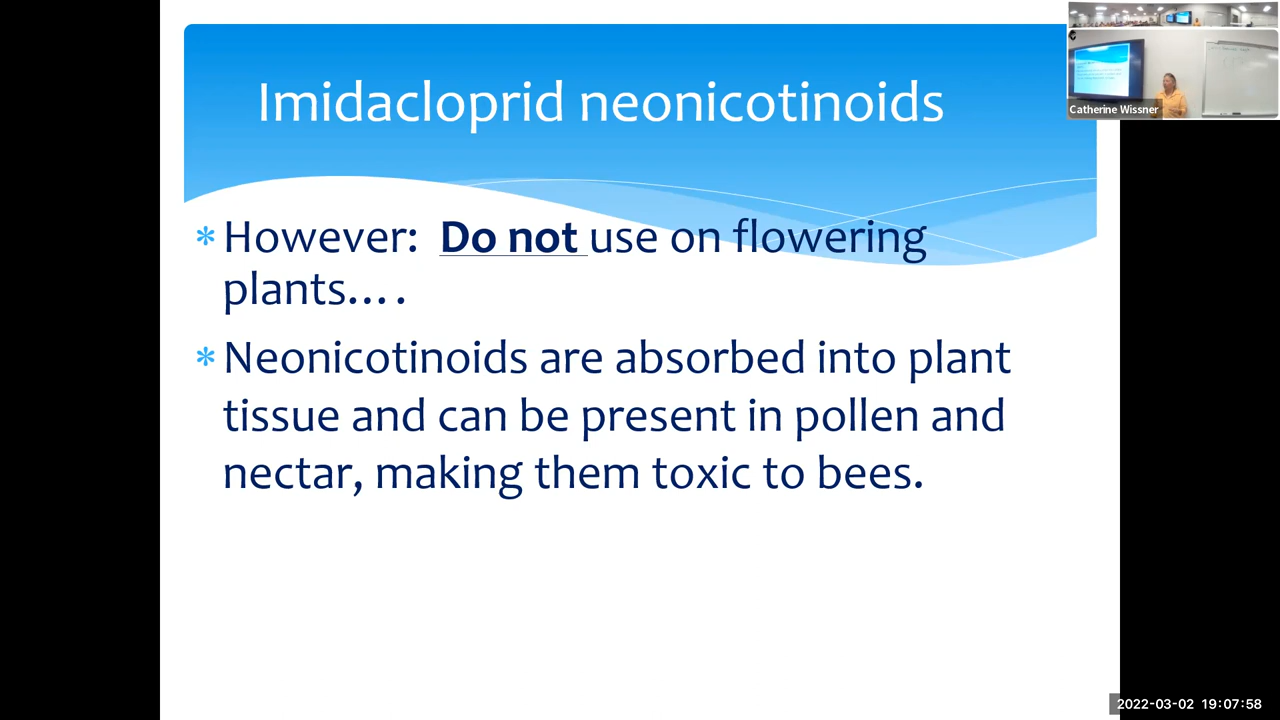 Imidacloprid neonicotinoids
Catherine Wissner
* However:  Do not use on flowering
plants....
* Neonicotinoids are absorbed into plant
tissue and can be present in pollen and
nectar, making them toxic to bees.
2022-03-02 19:07:58